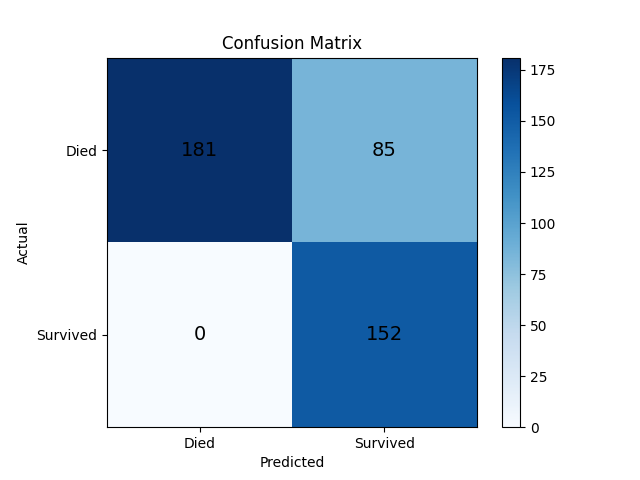 Confusion Matrix
Actual
Died
181
85
Survived
0
152
Died
Survived
Predicted
175
150
125
100
75
50
25
0